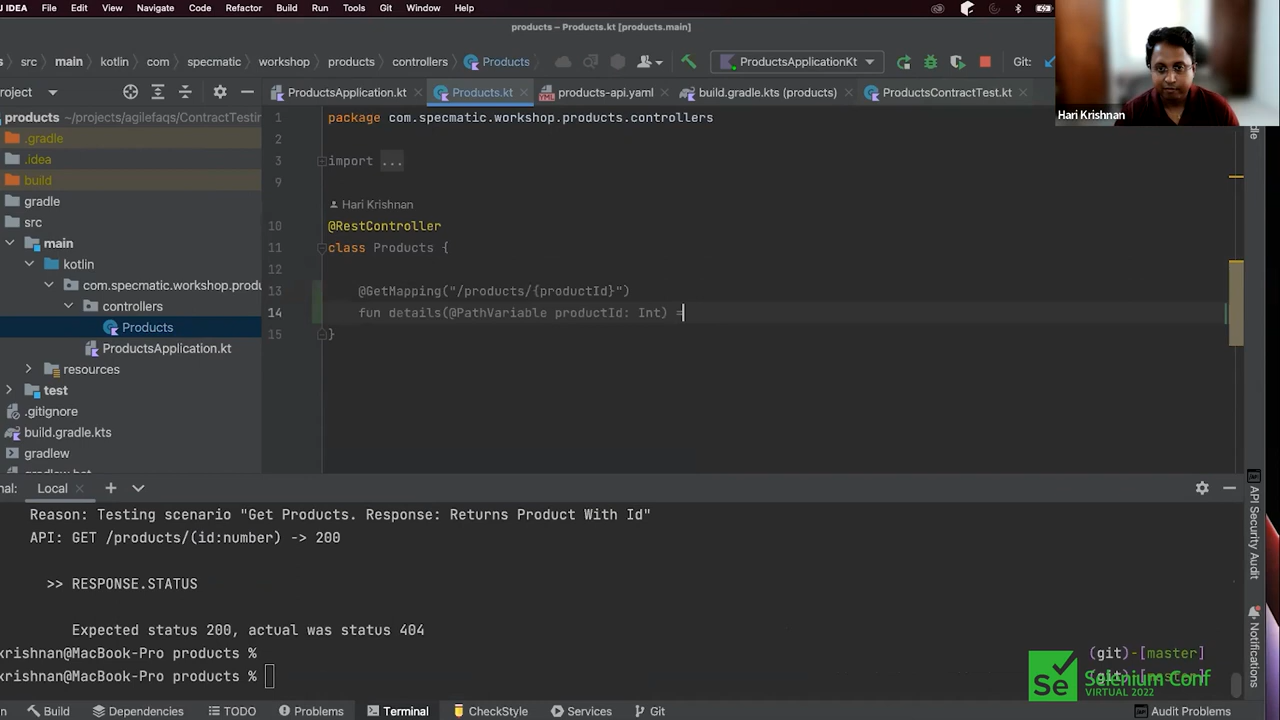 IDEA File Edit View Navigate Code Refactor Build Run Tools Git Window Help
products – Products.kt [products.main]
src main kotlin com specmatic workshop products controllers Products ProductsApplicationKt Git:
roject ProductsApplication.kt Products.kt products-api.yaml build.gradle.kts (products) ProductsContractTest.kt
Hari Krishnan
products ~/projects/agilefaqs/ContractTesting
.gradle
.idea
build
gradle
src
main
kotlin
com.specmatic.workshop.produ
controllers
Products
ProductsApplication.kt
resources
test
.gitignore
build.gradle.kts
gradlew
gradlew.bat
1 package com.specmatic.workshop.products.controllers
2
3 import ...
9
Hari Krishnan
10 @RestController
11 class Products {
12
13 @GetMapping("/products/{productId}")
14 fun details(@PathVariable productId: Int) =
15 }
nal: Local
Reason: Testing scenario "Get Products. Response: Returns Product With Id"
API: GET /products/(id:number) -> 200
>> RESPONSE.STATUS
Expected status 200, actual was status 404
krishnan@MacBook-Pro products % (git)-[master]
krishnan@MacBook-Pro products %
API Security Audit
Notifications
Se Selenium Conf
VIRTUAL 2022
n Build Dependencies TODO Problems Terminal CheckStyle Services Git Audit Problems